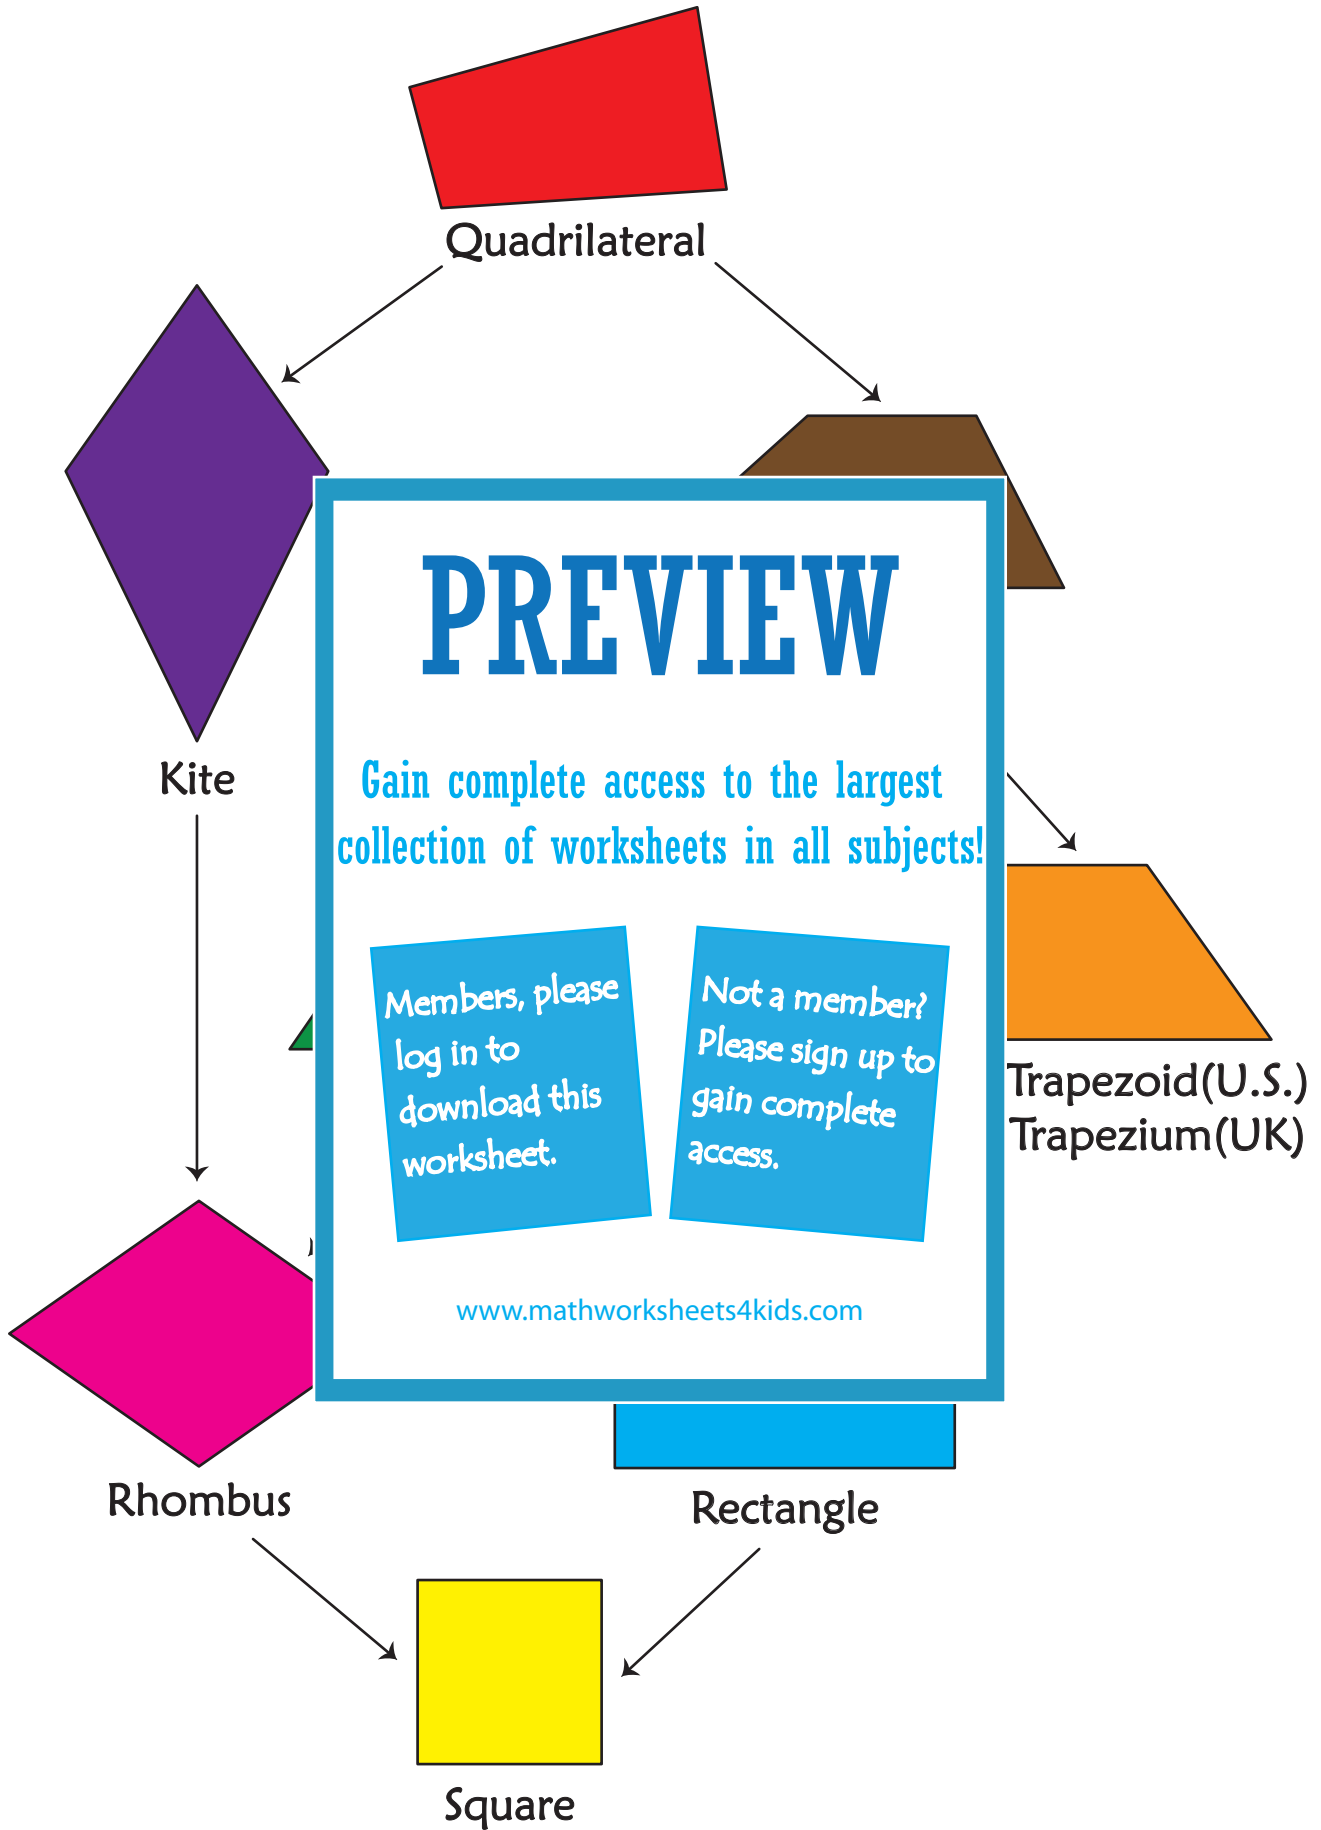 Quadrilateral
PREVIEW
Kite
Gain complete access to the largest
collection of worksheets in all subjects!
Members, please
log in to
download this
worksheet.
Not a member?
Please sign up to
gain complete
access.
Trapezoid(U.S.)
Trapezium(UK)
www.mathworksheets4kids.com
Rhombus
Rectangle
Square